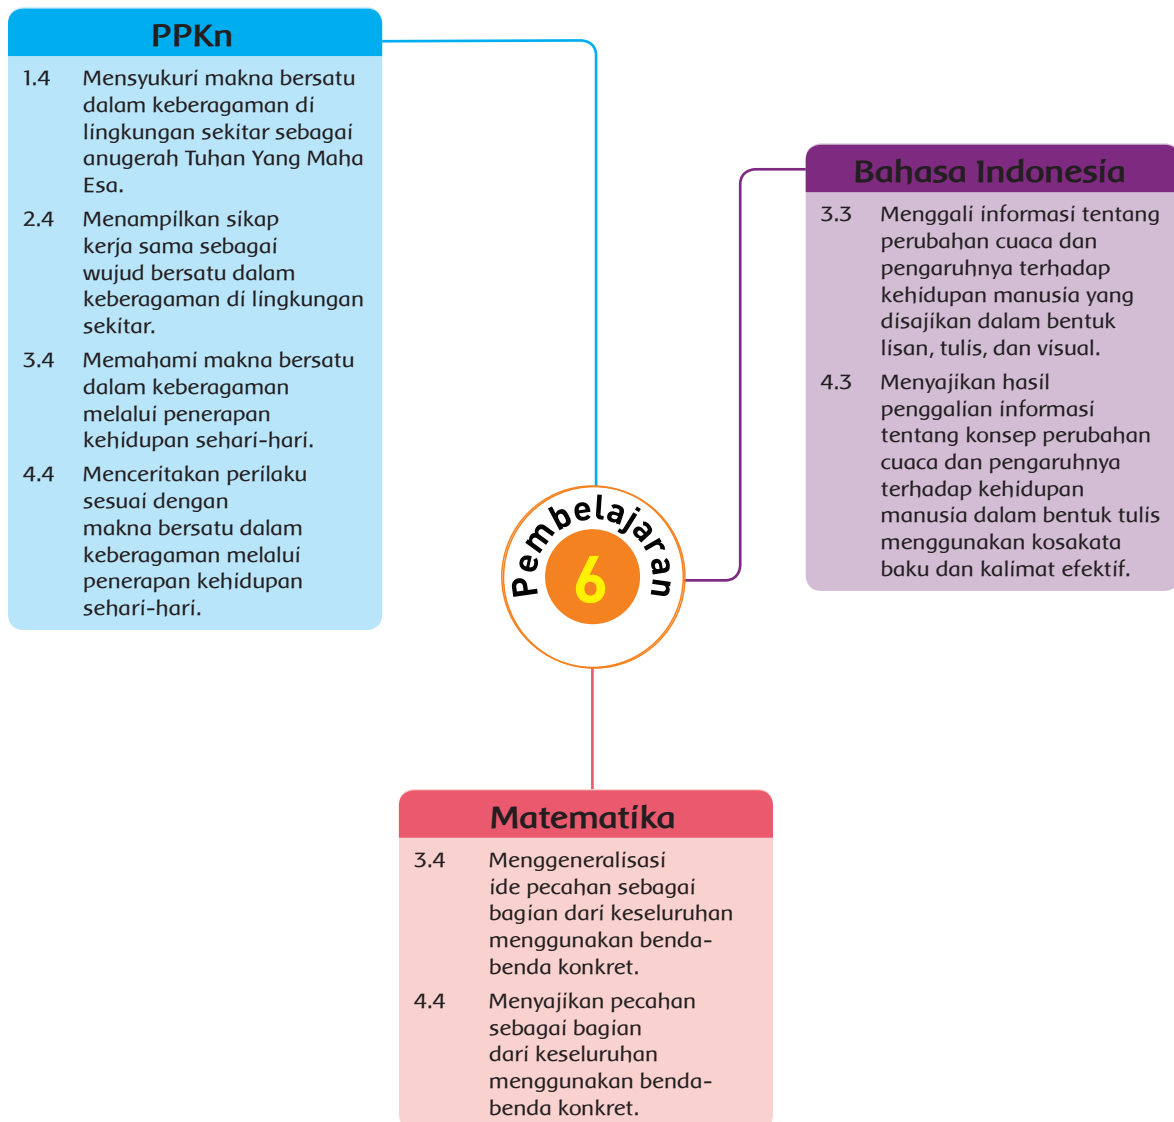 PPKn
1.4 Mensyukuri makna bersatu
dalam keberagaman di
lingkungan sekitar sebagai
anugerah Tuhan Yang Maha
Esa.
2.4 Menampilkan sikap
kerja sama sebagai
wujud bersatu dalam
keberagaman di lingkungan
sekitar.
3.4 Memahami makna bersatu
dalam keberagaman
melalui penerapan
kehidupan sehari-hari.
4.4 Menceritakan perilaku
sesuai dengan
makna bersatu dalam
keberagaman melalui
penerapan kehidupan
sehari-hari.
Bahasa Indonesia
3.3 Menggali informasi tentang
perubahan cuaca dan
pengaruhnya terhadap
kehidupan manusia yang
disajikan dalam bentuk
lisan, tulis, dan visual.
4.3 Menyajikan hasil
penggalian informasi
tentang konsep perubahan
cuaca dan pengaruhnya
terhadap kehidupan
manusia dalam bentuk tulis
menggunakan kosakata
baku dan kalimat efektif.
Pembelajaran
6
Matematika
3.4 Menggeneralisasi
ide pecahan sebagai
bagian dari keseluruhan
menggunakan benda-
benda konkret.
4.4 Menyajikan pecahan
sebagai bagian
dari keseluruhan
menggunakan benda-
benda konkret.